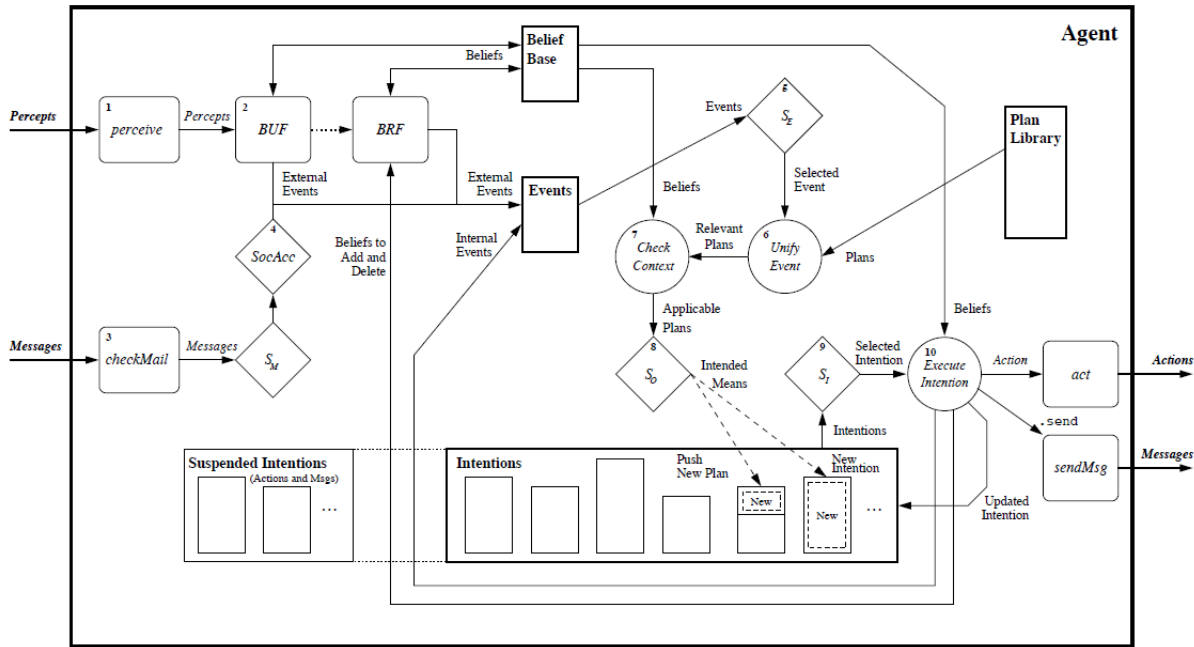 Agent
Belief
Base
Beliefs
Percepts
1
perceive
Percepts
2
BUF
BRF
Events
5
S_E
Plan
Library
External
Events
External
Events
Events
Selected
Event
Beliefs
Beliefs to
Add and
Delete
Internal
Events
Relevant
Plans
7
Check
Context
6
Unify
Event
Plans
4
SocAcc
Applicable
Plans
Beliefs
Messages
3
checkMail
Messages
S_M
8
S_O
Intended
Means
9
S_I
Selected
Intention
10
Execute
Intention
Action
act
Actions
.send
sendMsg
Messages
Intentions
Suspended Intentions
(Actions and Msgs)
...
Intentions
Push
New Plan
New
Intention
New
New
...
Updated
Intention